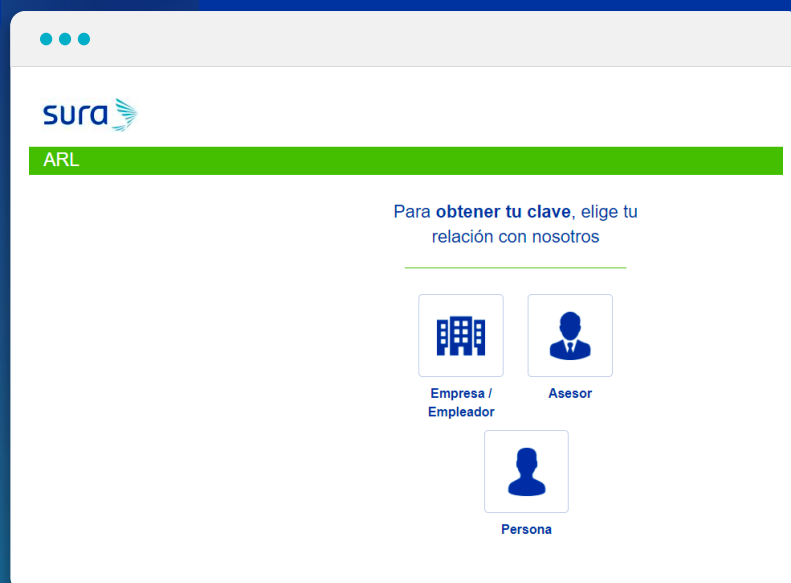 sura
ARL
Para obtener tu clave, elige tu
relación con nosotros
Empresa /
Empleador
Asesor
Persona